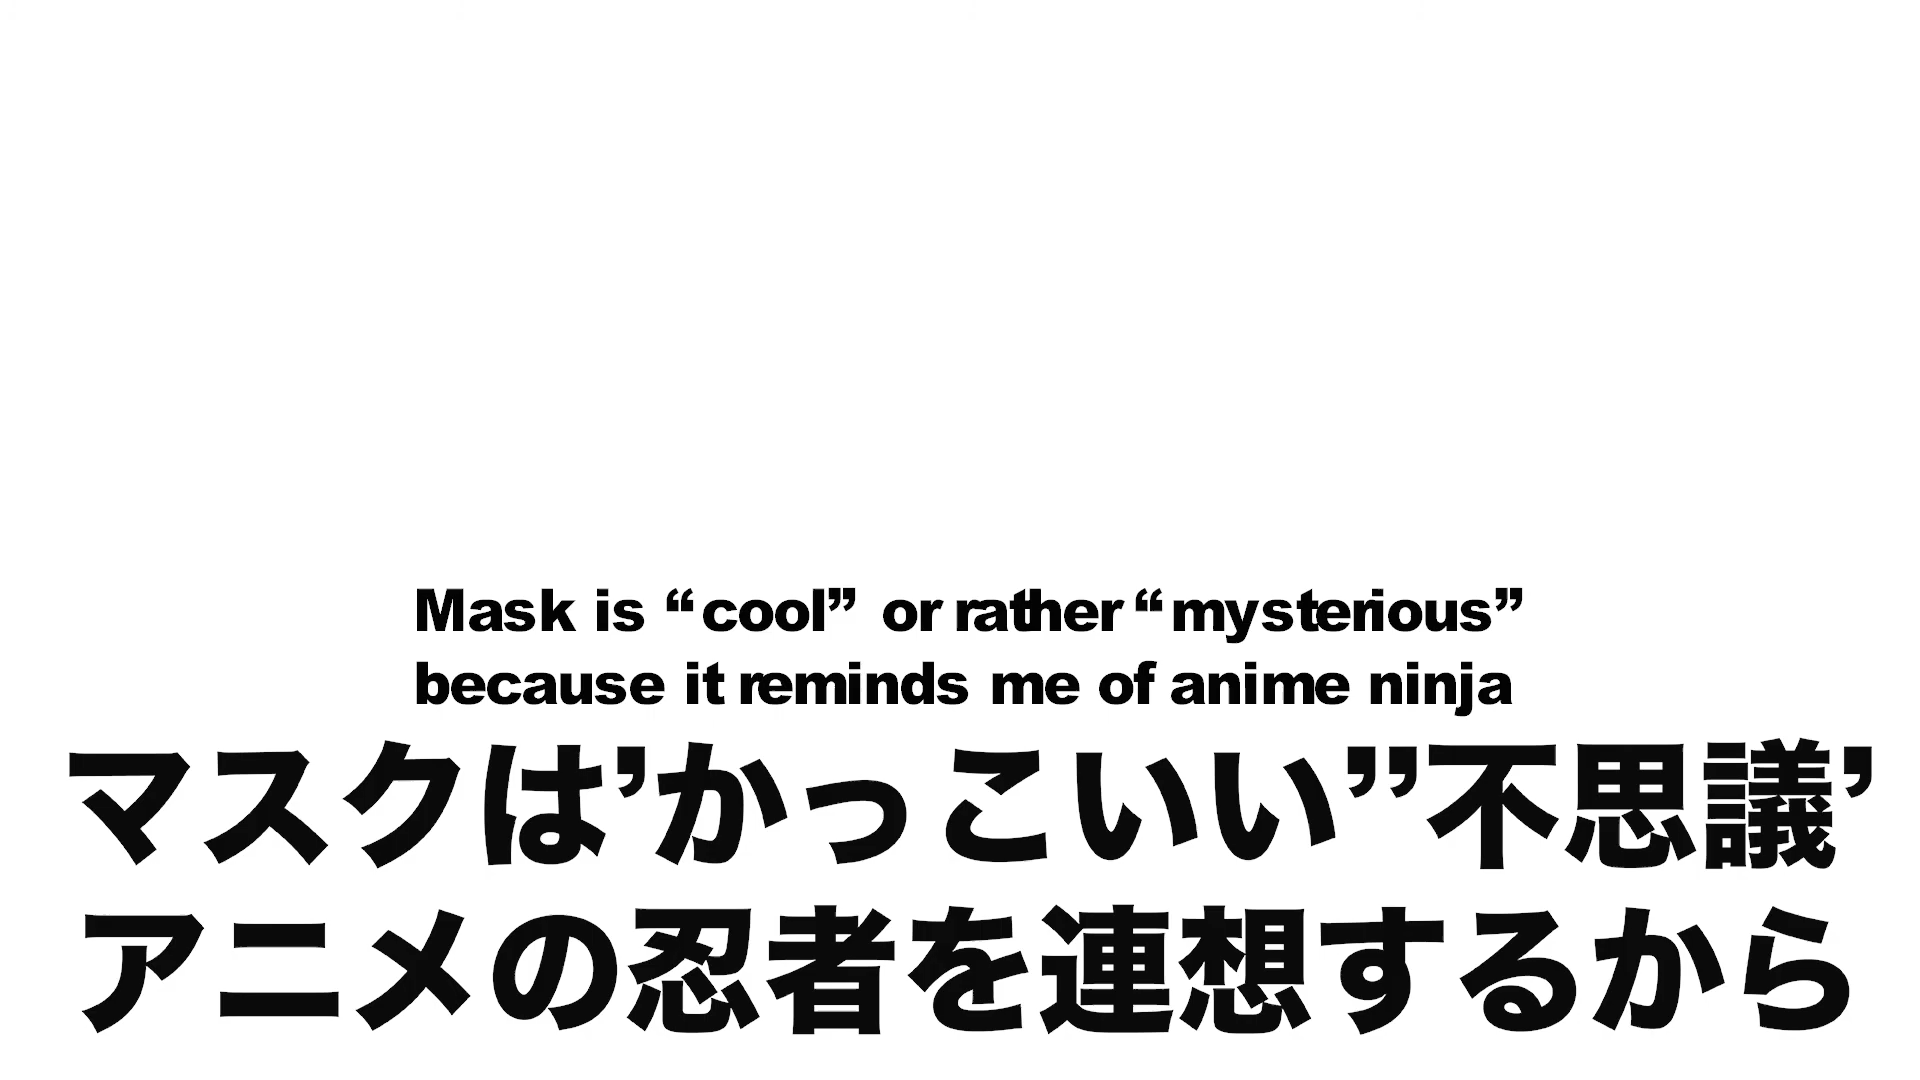 Mask is “cool” or rather “mysterious”
because it reminds me of anime ninja
マスクは’かっこいい’’不思議’
アニメの忍者を連想するから